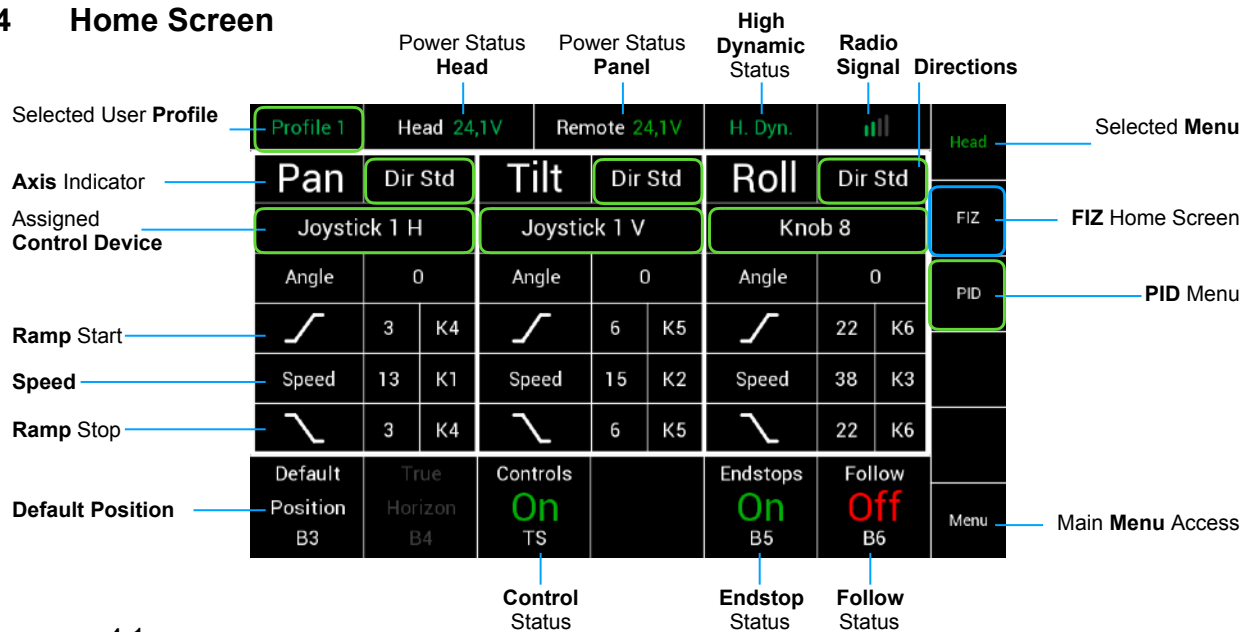 4 Home Screen
Power Status
Head
Power Status
Panel
High
Dynamic
Status
Radio
Signal
Directions
Selected User Profile
Profile 1
Head 24,1V
Remote 24,1V
H. Dyn.
Head
Selected Menu
Axis Indicator
Pan
Dir Std
Tilt
Dir Std
Roll
Dir Std
Assigned
Control Device
Joystick 1 H
Joystick 1 V
Knob 8
FIZ
FIZ Home Screen
Angle 0
Angle 0
Angle 0
PID
PID Menu
Ramp Start
3 K4
6 K5
22 K6
Speed
Speed 13 K1
Speed 15 K2
Speed 38 K3
Ramp Stop
3 K4
6 K5
22 K6
Default Position
Default
Position
B3
True
Horizon
B4
Controls
On
TS
Endstops
On
B5
Follow
Off
B6
Menu
Main Menu Access
Control
Status
Endstop
Status
Follow
Status